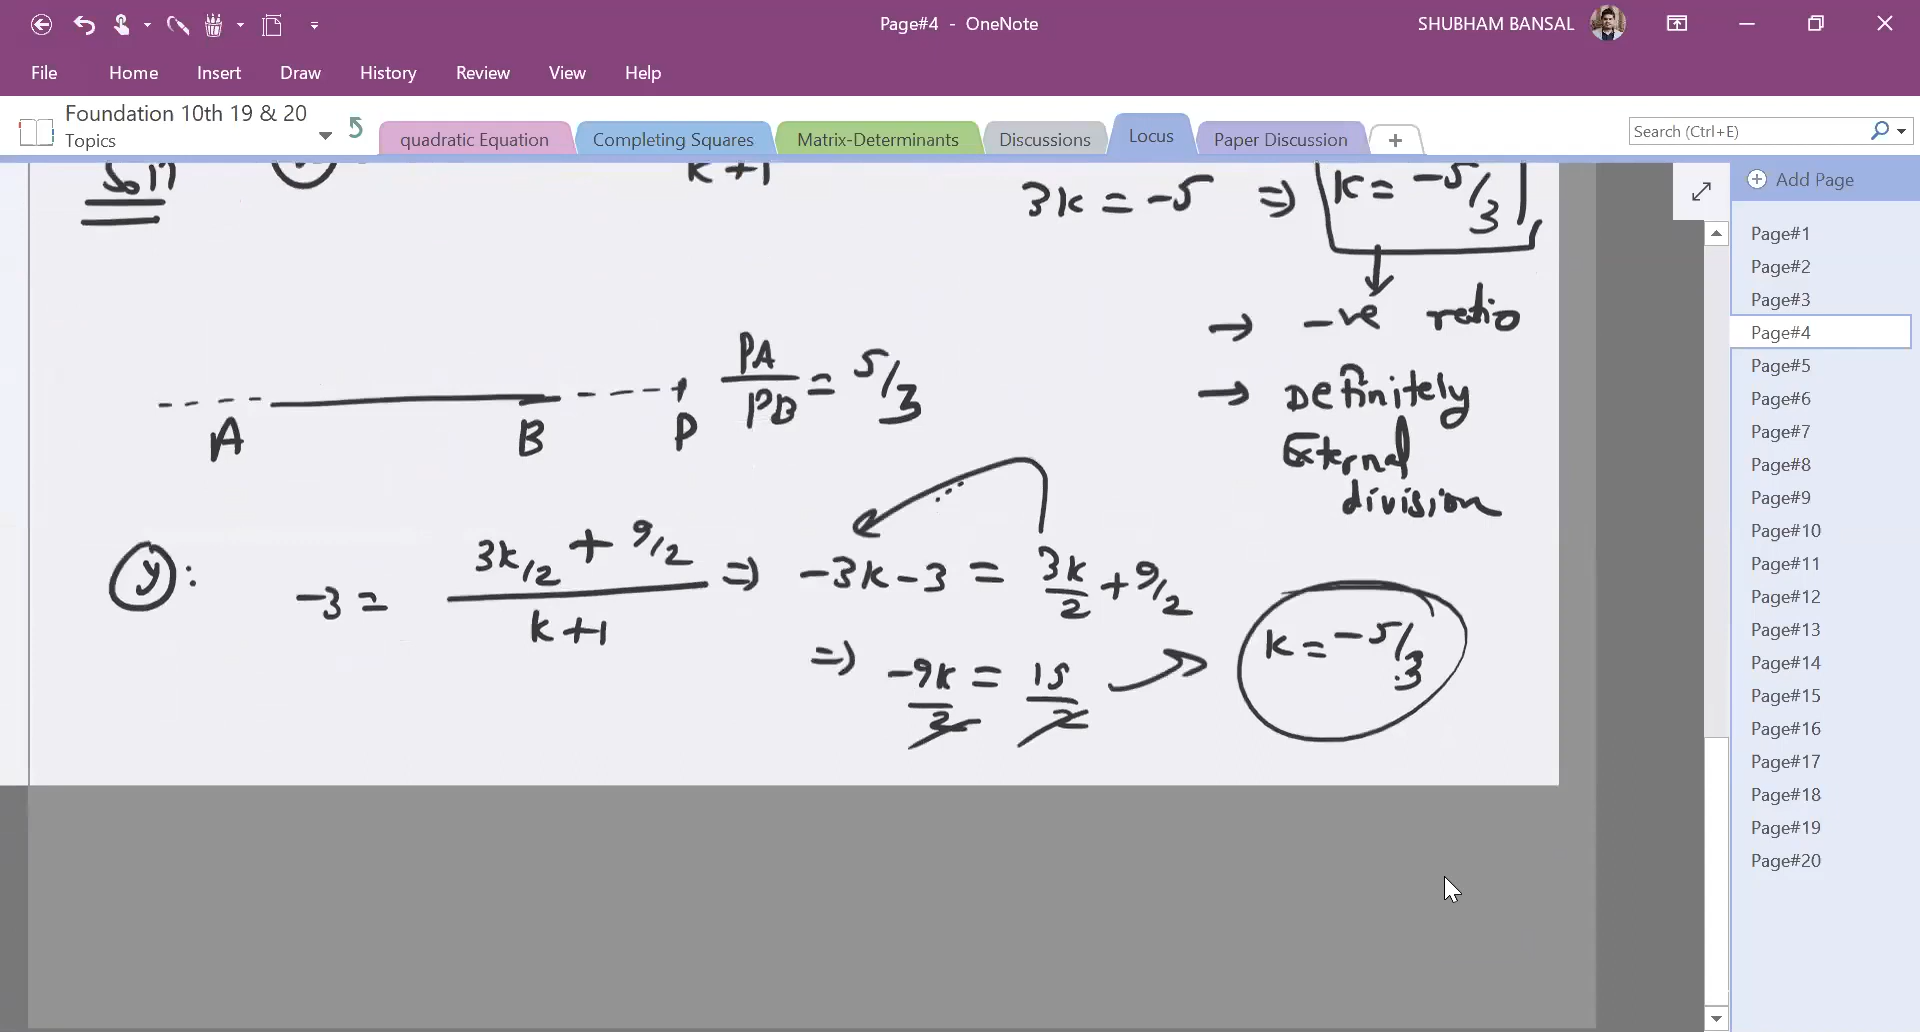 Page#4 - OneNote
SHUBHAM BANSAL
File Home Insert Draw History Review View Help
Foundation 10th 19 & 20
Topics
quadratic Equation
Completing Squares
Matrix-Determinants
Discussions
Locus
Paper Discussion
+
Search (Ctrl+E)
Add Page
Page#1
Page#2
Page#3
Page#4
Page#5
Page#6
Page#7
Page#8
Page#9
Page#10
Page#11
Page#12
Page#13
Page#14
Page#15
Page#16
Page#17
Page#18
Page#19
Page#20
k+1
3k = -5 => k = -5/3
-> -ve ratio
-> Definitely
External
division
A B P
PA/PB = 5/3
y : -3 = (3k/2 + 9/2)/(k+1) => -3k-3 = 3k/2 + 9/2
=> -9k/2 = 15/2
k = -5/3